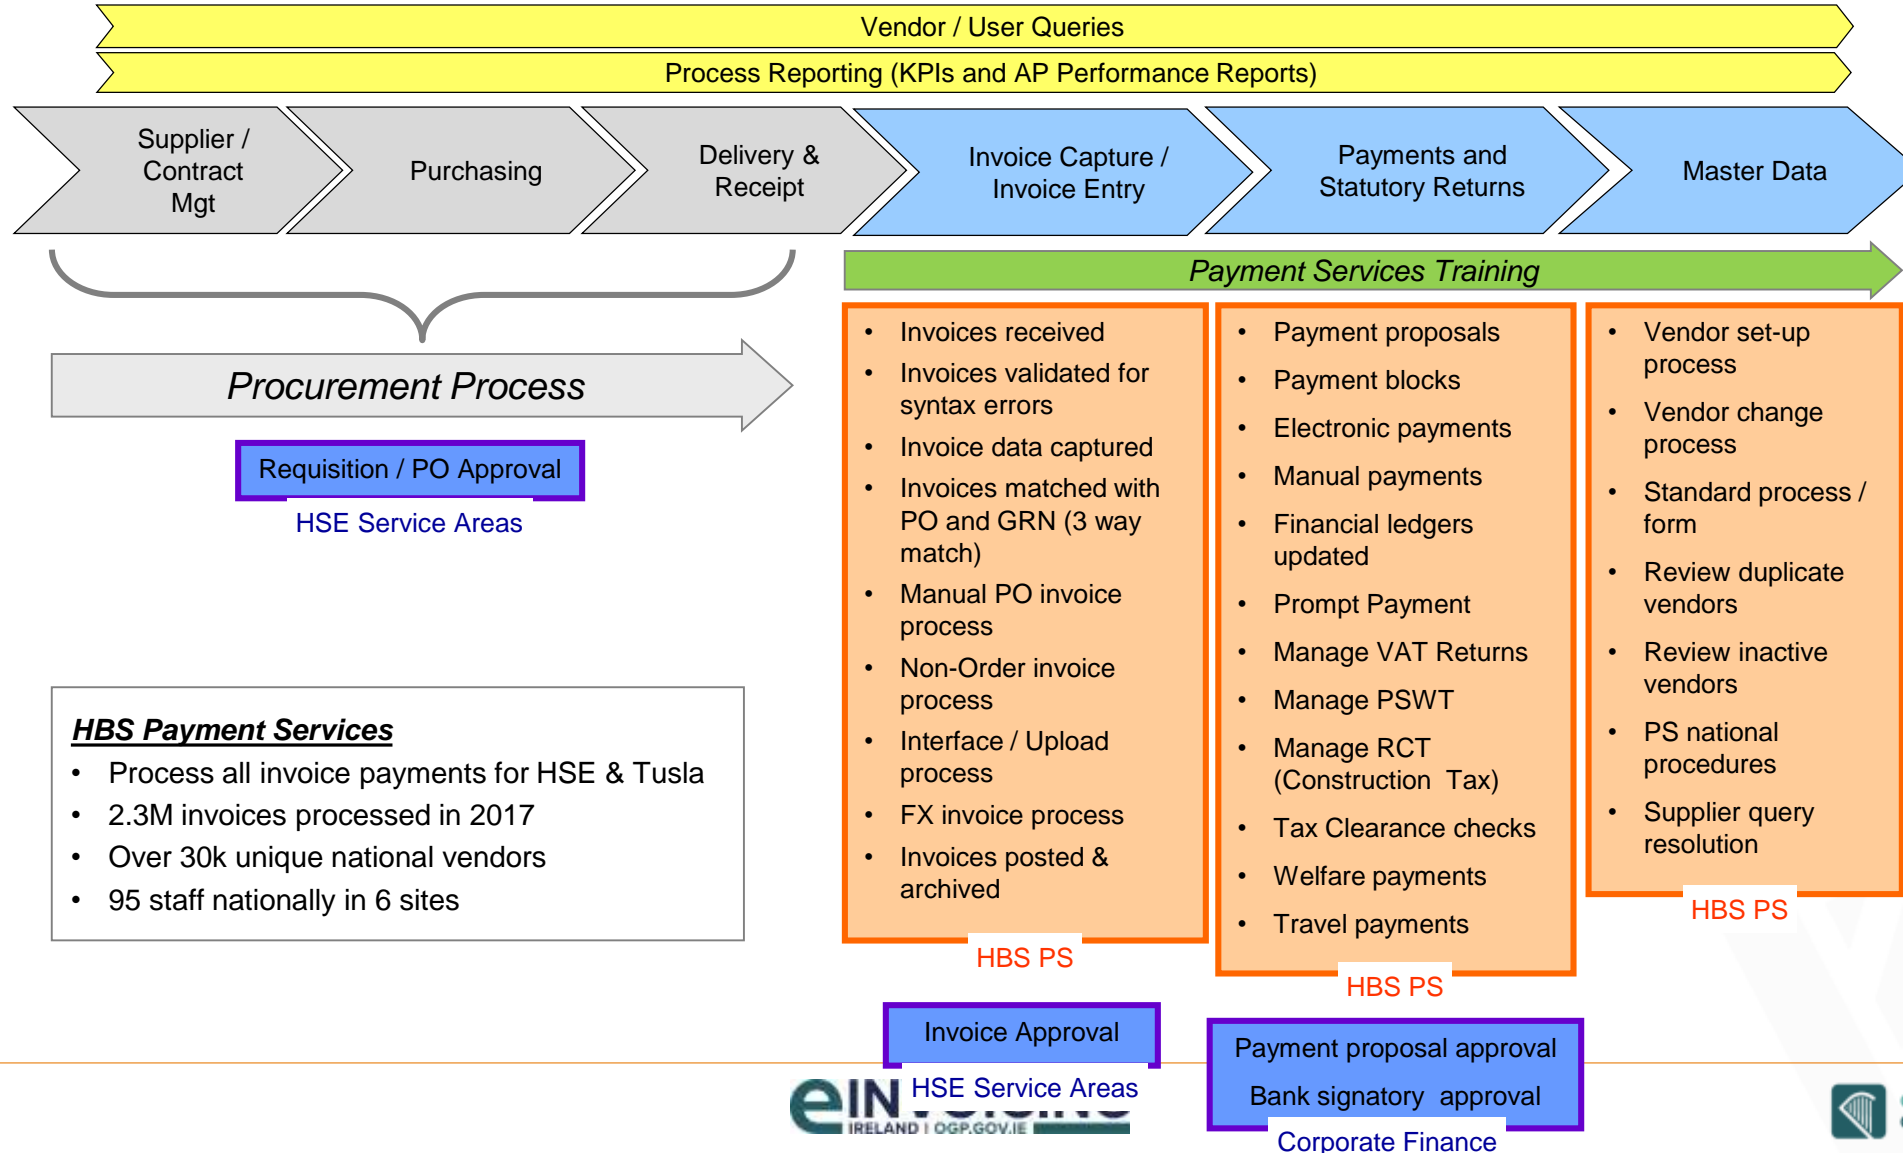 Vendor / User Queries
Process Reporting (KPIs and AP Performance Reports)
Supplier /
Contract
Mgt
Purchasing
Delivery &
Receipt
Invoice Capture /
Invoice Entry
Payments and
Statutory Returns
Master Data
Payment Services Training
Procurement Process
Requisition / PO Approval
HSE Service Areas
HBS Payment Services
• Process all invoice payments for HSE & Tusla
• 2.3M invoices processed in 2017
• Over 30k unique national vendors
• 95 staff nationally in 6 sites
• Invoices received
• Invoices validated for
syntax errors
• Invoice data captured
• Invoices matched with
PO and GRN (3 way
match)
• Manual PO invoice
process
• Non-Order invoice
process
• Interface / Upload
process
• FX invoice process
• Invoices posted &
archived
HBS PS
Invoice Approval
HSE Service Areas
• Payment proposals
• Payment blocks
• Electronic payments
• Manual payments
• Financial ledgers
updated
• Prompt Payment
• Manage VAT Returns
• Manage PSWT
• Manage RCT
(Construction Tax)
• Tax Clearance checks
• Welfare payments
• Travel payments
HBS PS
Payment proposal approval
Bank signatory approval
Corporate Finance
• Vendor set-up
process
• Vendor change
process
• Standard process /
form
• Review duplicate
vendors
• Review inactive
vendors
• PS national
procedures
• Supplier query
resolution
HBS PS
eINVOICING
IRELAND | OGP.GOV.IE